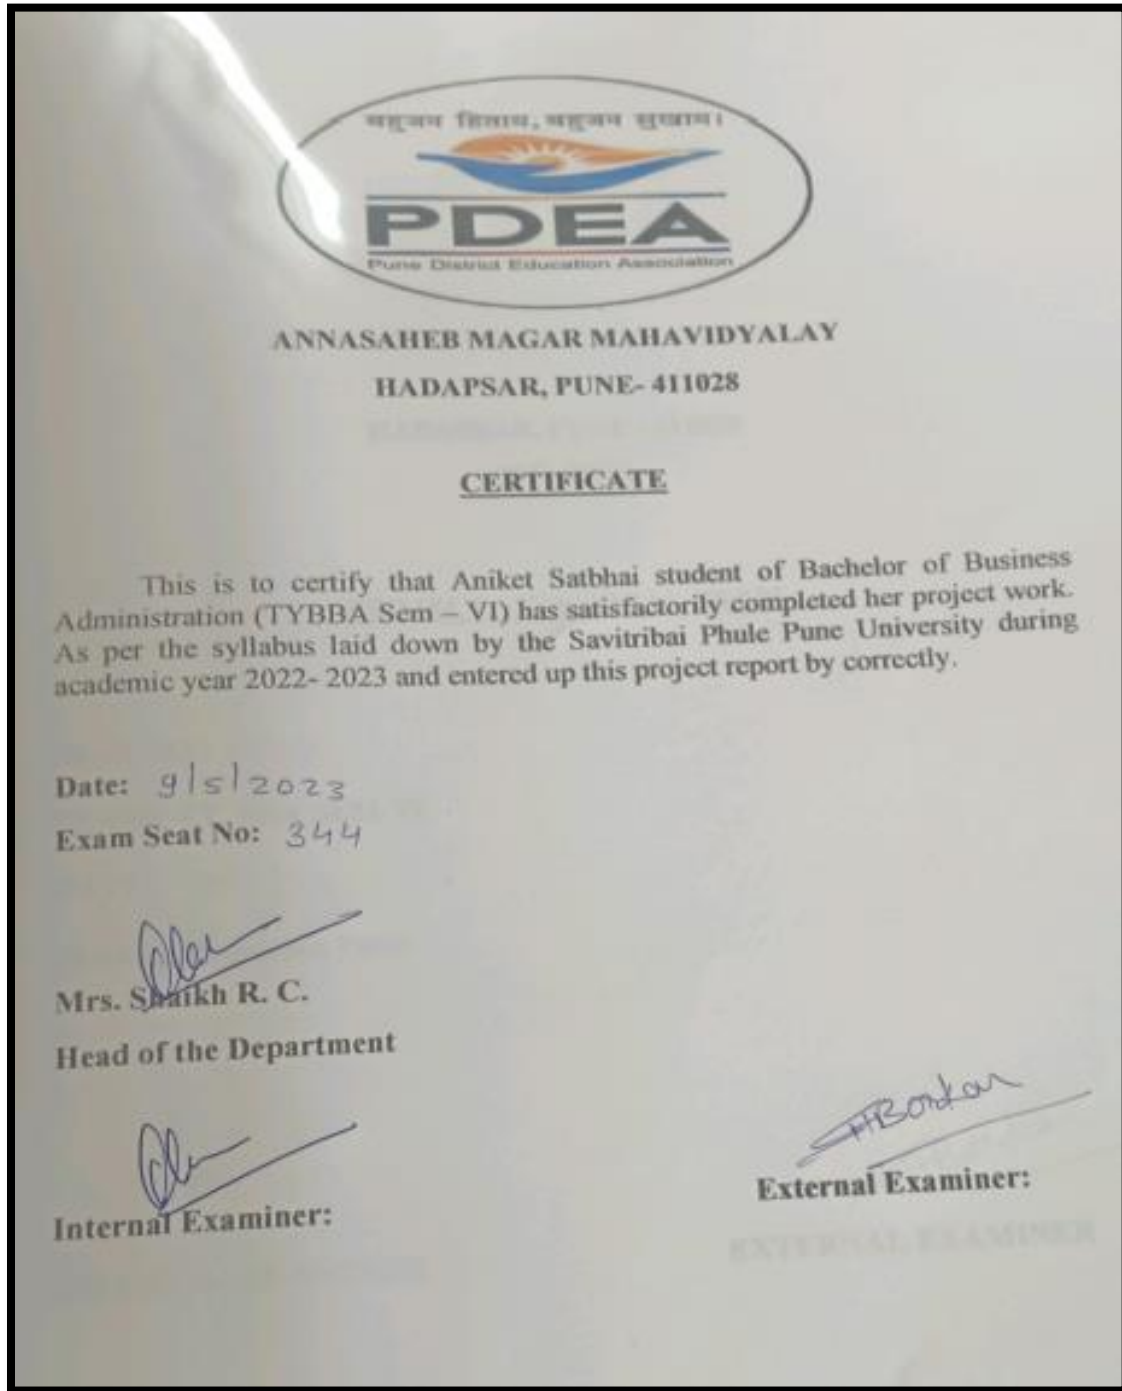 बहुजन हिताय, बहुजन सुखाय।
PDEA
Pune District Education Association
ANNASAHEB MAGAR MAHAVIDYALAY
HADAPSAR, PUNE- 411028
CERTIFICATE
This is to certify that Aniket Satbhai student of Bachelor of Business
Administration (TYBBA Sem – VI) has satisfactorily completed her project work.
As per the syllabus laid down by the Savitribai Phule Pune University during
academic year 2022- 2023 and entered up this project report by correctly.
Date: 9/5/2023
Exam Seat No: 344
Mrs. Shaikh R. C.
Head of the Department
Internal Examiner:
External Examiner:
EXTERNAL EXAMINER